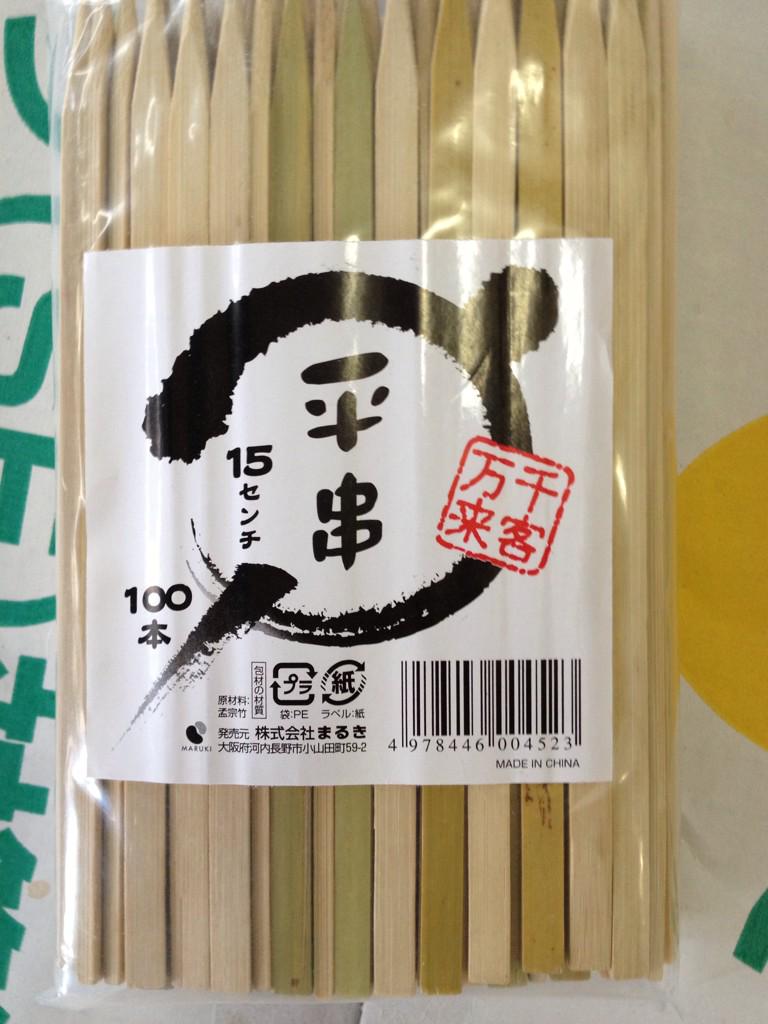 平串
15センチ
100本
千客
万来
原材料:
孟宗竹
包材の材質
プラ
袋:PE
紙
ラベル:紙
MARUKI
発売元 株式会社まるき
大阪府河内長野市小山田町59-2
4 978446 004523
MADE IN CHINA